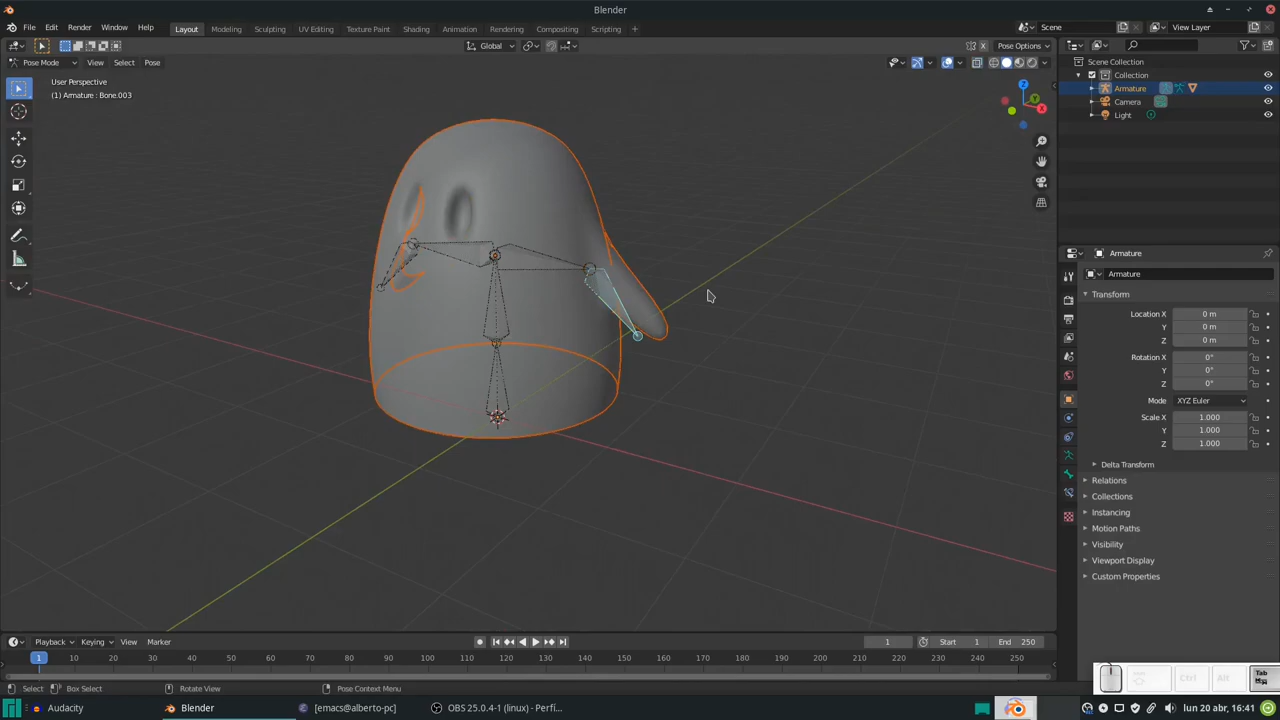 Blender
File Edit Render Window Help
Layout Modeling Sculpting UV Editing Texture Paint Shading Animation Rendering Compositing Scripting +
Scene
View Layer
Global
Pose Options
Pose Mode View Select Pose
User Perspective
(1) Armature : Bone.003
Z
Y
X
Scene Collection
Collection
Armature
Camera
Light
Armature
Armature
Transform
Location X 0 m
Y 0 m
Z 0 m
Rotation X 0°
Y 0°
Z 0°
Mode XYZ Euler
Scale X 1.000
Y 1.000
Z 1.000
Delta Transform
Relations
Collections
Instancing
Motion Paths
Visibility
Viewport Display
Custom Properties
Playback Keying View Marker
1 Start 1 End 250
1 10 20 30 40 50 60 70 80 90 100 110 120 130 140 150 160 170 180 190 200 210 220 230 240 250
Select Box Select Rotate View Pose Context Menu
Ctrl Alt Tab
Audacity Blender [emacs@alberto-pc] OBS 25.0.4-1 (linux) - Perfi... lun 20 abr, 16:41